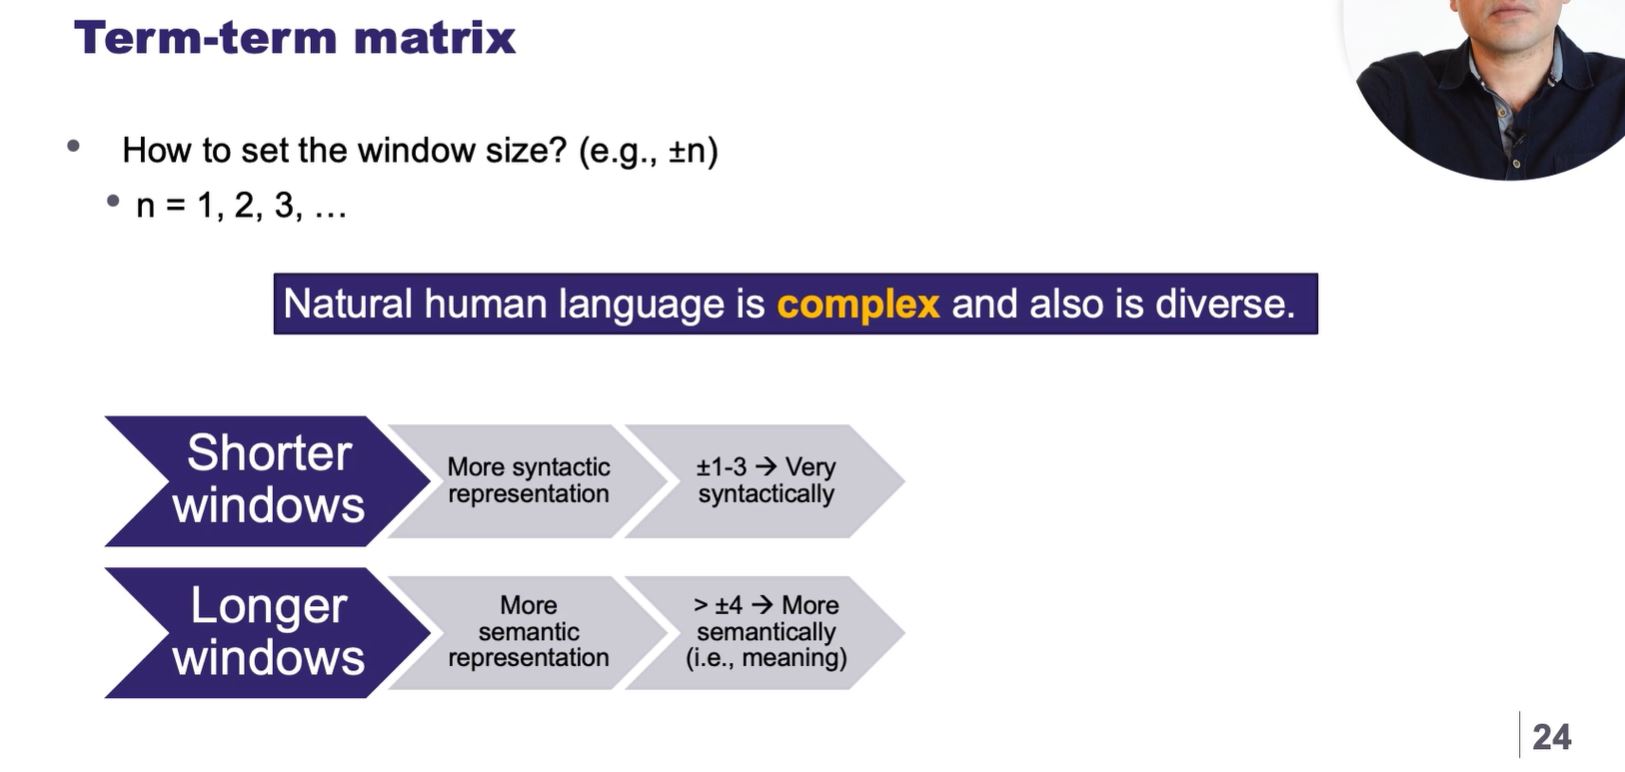 Term-term matrix
• How to set the window size? (e.g., ±n)
• n = 1, 2, 3, …
Natural human language is complex and also is diverse.
Shorter
windows
More syntactic
representation
±1-3 → Very
syntactically
Longer
windows
More
semantic
representation
> ±4 → More
semantically
(i.e., meaning)
24